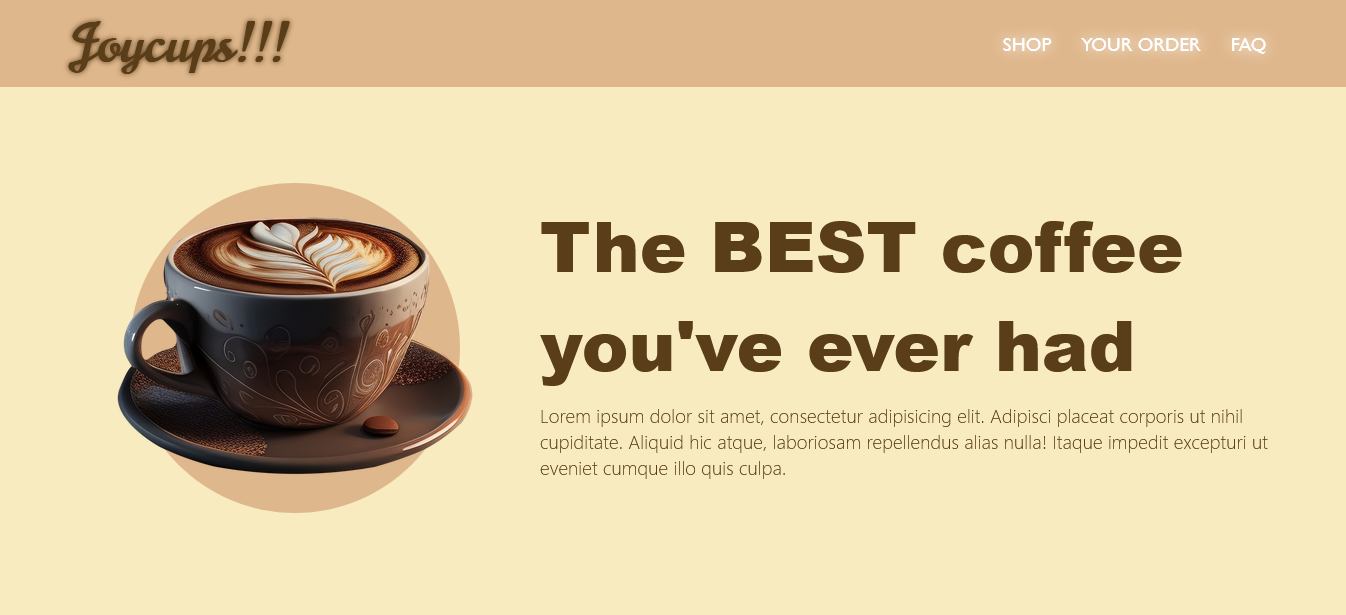 Joycups!!!
SHOP YOUR ORDER FAQ
The BEST coffee
you've ever had
Lorem ipsum dolor sit amet, consectetur adipisicing elit. Adipisci placeat corporis ut nihil
cupiditate. Aliquid hic atque, laboriosam repellendus alias nulla! Itaque impedit excepturi ut
eveniet cumque illo quis culpa.